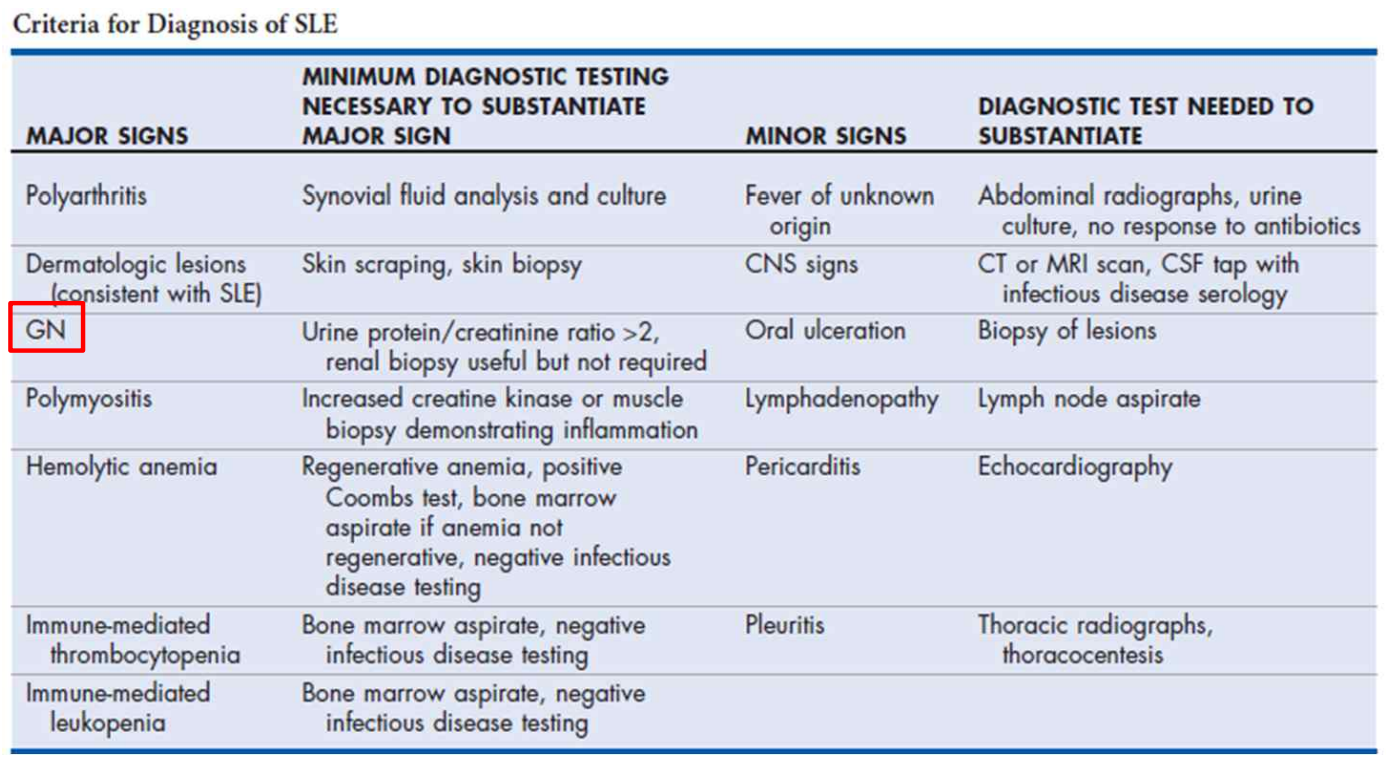 Criteria for Diagnosis of SLE
MAJOR SIGNS
MINIMUM DIAGNOSTIC TESTING
NECESSARY TO SUBSTANTIATE
MAJOR SIGN
MINOR SIGNS
DIAGNOSTIC TEST NEEDED TO
SUBSTANTIATE
Polyarthritis
Synovial fluid analysis and culture
Fever of unknown
origin
Abdominal radiographs, urine
culture, no response to antibiotics
Dermatologic lesions
(consistent with SLE)
Skin scraping, skin biopsy
CNS signs
CT or MRI scan, CSF tap with
infectious disease serology
GN
Urine protein/creatinine ratio >2,
renal biopsy useful but not required
Oral ulceration
Biopsy of lesions
Polymyositis
Increased creatine kinase or muscle
biopsy demonstrating inflammation
Lymphadenopathy
Lymph node aspirate
Hemolytic anemia
Regenerative anemia, positive
Coombs test, bone marrow
aspirate if anemia not
regenerative, negative infectious
disease testing
Pericarditis
Echocardiography
Immune-mediated
thrombocytopenia
Bone marrow aspirate, negative
infectious disease testing
Pleuritis
Thoracic radiographs,
thoracocentesis
Immune-mediated
leukopenia
Bone marrow aspirate, negative
infectious disease testing